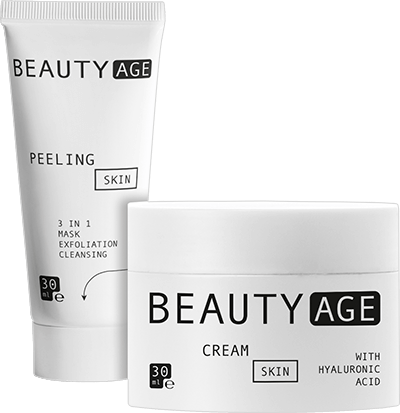 BEAUTY AGE
PEELING
SKIN
3 IN 1
MASK
EXFOLIATION
CLEANSING
30 ml e
BEAUTY AGE
CREAM
SKIN
WITH
HYALURONIC
ACID
30 ml e